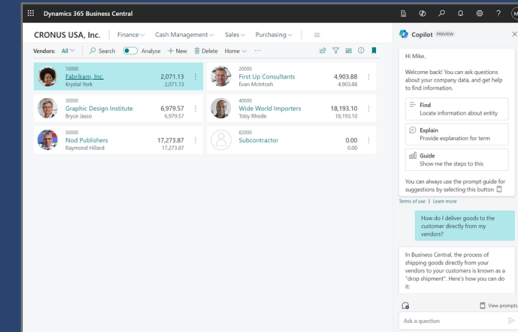 Dynamics 365 Business Central
CRONUS USA, Inc. Finance Cash Management Sales Purchasing
Vendors: All Search Analyse + New Delete Home ...
10000
Fabrikam, Inc. 2,071.13
Krystal York 2,071.13
20000
First Up Consultants 4,903.88
Evan McIntosh 4,903.88
30000
Graphic Design Institute 6,979.57
Bryce Jasso 6,979.57
40000
Wide World Importers 18,193.10
Toby Rhode 18,193.10
50000
Nod Publishers 17,273.87
Raymond Hillard 17,273.87
62000
Subcontractor 0.00
0.00
Copilot PREVIEW
Hi Mike,
Welcome back! You can ask questions
about your company data, and get help
to find information.
Find
Locate information about entity
Explain
Provide explanation for term
Guide
Show me the steps to this
You can always use the prompt guide for
suggestions by selecting this button
Terms of use | Learn more
How do I deliver goods to the
customer directly from my
vendors?
In Business Central, the process of
shipping goods directly from your
vendors to your customers is known as
a "drop shipment". Here's how you can do
it:
View prompts
Ask a question